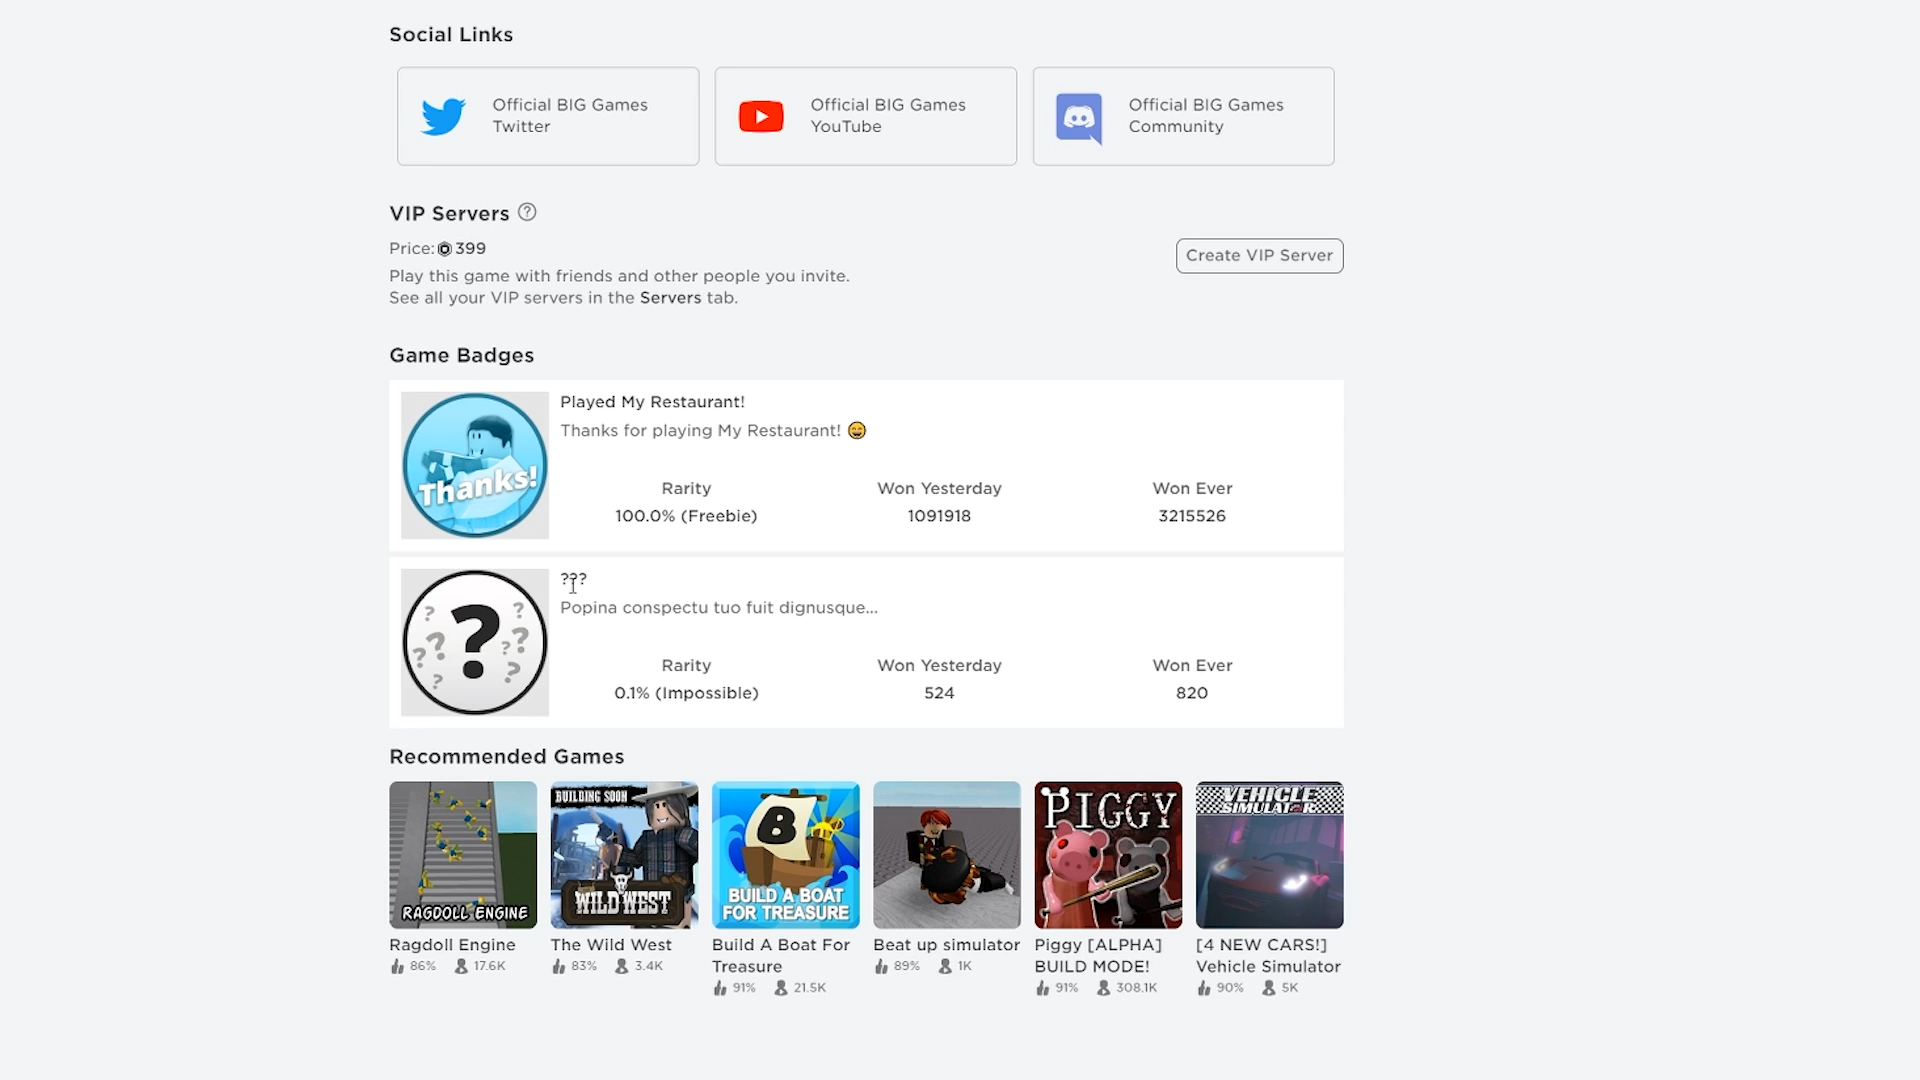 Social Links
Official BIG Games
Twitter
Official BIG Games
YouTube
Official BIG Games
Community
VIP Servers
Price: 399
Create VIP Server
Play this game with friends and other people you invite.
See all your VIP servers in the Servers tab.
Game Badges
Thanks!
Played My Restaurant!
Thanks for playing My Restaurant! 😄
Rarity
Won Yesterday
Won Ever
100.0% (Freebie)
1091918
3215526
? ? ? ? ? ? ? ? ?
???
Popina conspectu tuo fuit dignusque...
Rarity
Won Yesterday
Won Ever
0.1% (Impossible)
524
820
Recommended Games
RAGDOLL ENGINE
BUILDING SOON
WILD WEST
B
BUILD A BOAT
FOR TREASURE
PIGGY
VEHICLE
SIMULATOR
Ragdoll Engine
86% 17.6K
The Wild West
83% 3.4K
Build A Boat For
Treasure
91% 21.5K
Beat up simulator
89% 1K
Piggy [ALPHA]
BUILD MODE!
91% 308.1K
[4 NEW CARS!]
Vehicle Simulator
90% 5K